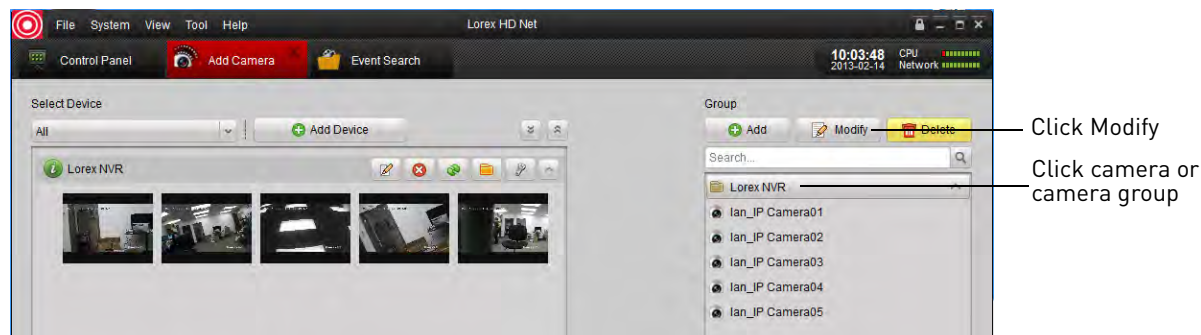 File System View Tool Help Lorex HD Net
Control Panel Add Camera Event Search 10:03:48 CPU
2013-02-14 Network
Select Device Group
All Add Device Add Modify Delete
Click Modify
Search...
Lorex NVR Lorex NVR
Click camera or
camera group
Ian_IP Camera01
Ian_IP Camera02
Ian_IP Camera03
Ian_IP Camera04
Ian_IP Camera05